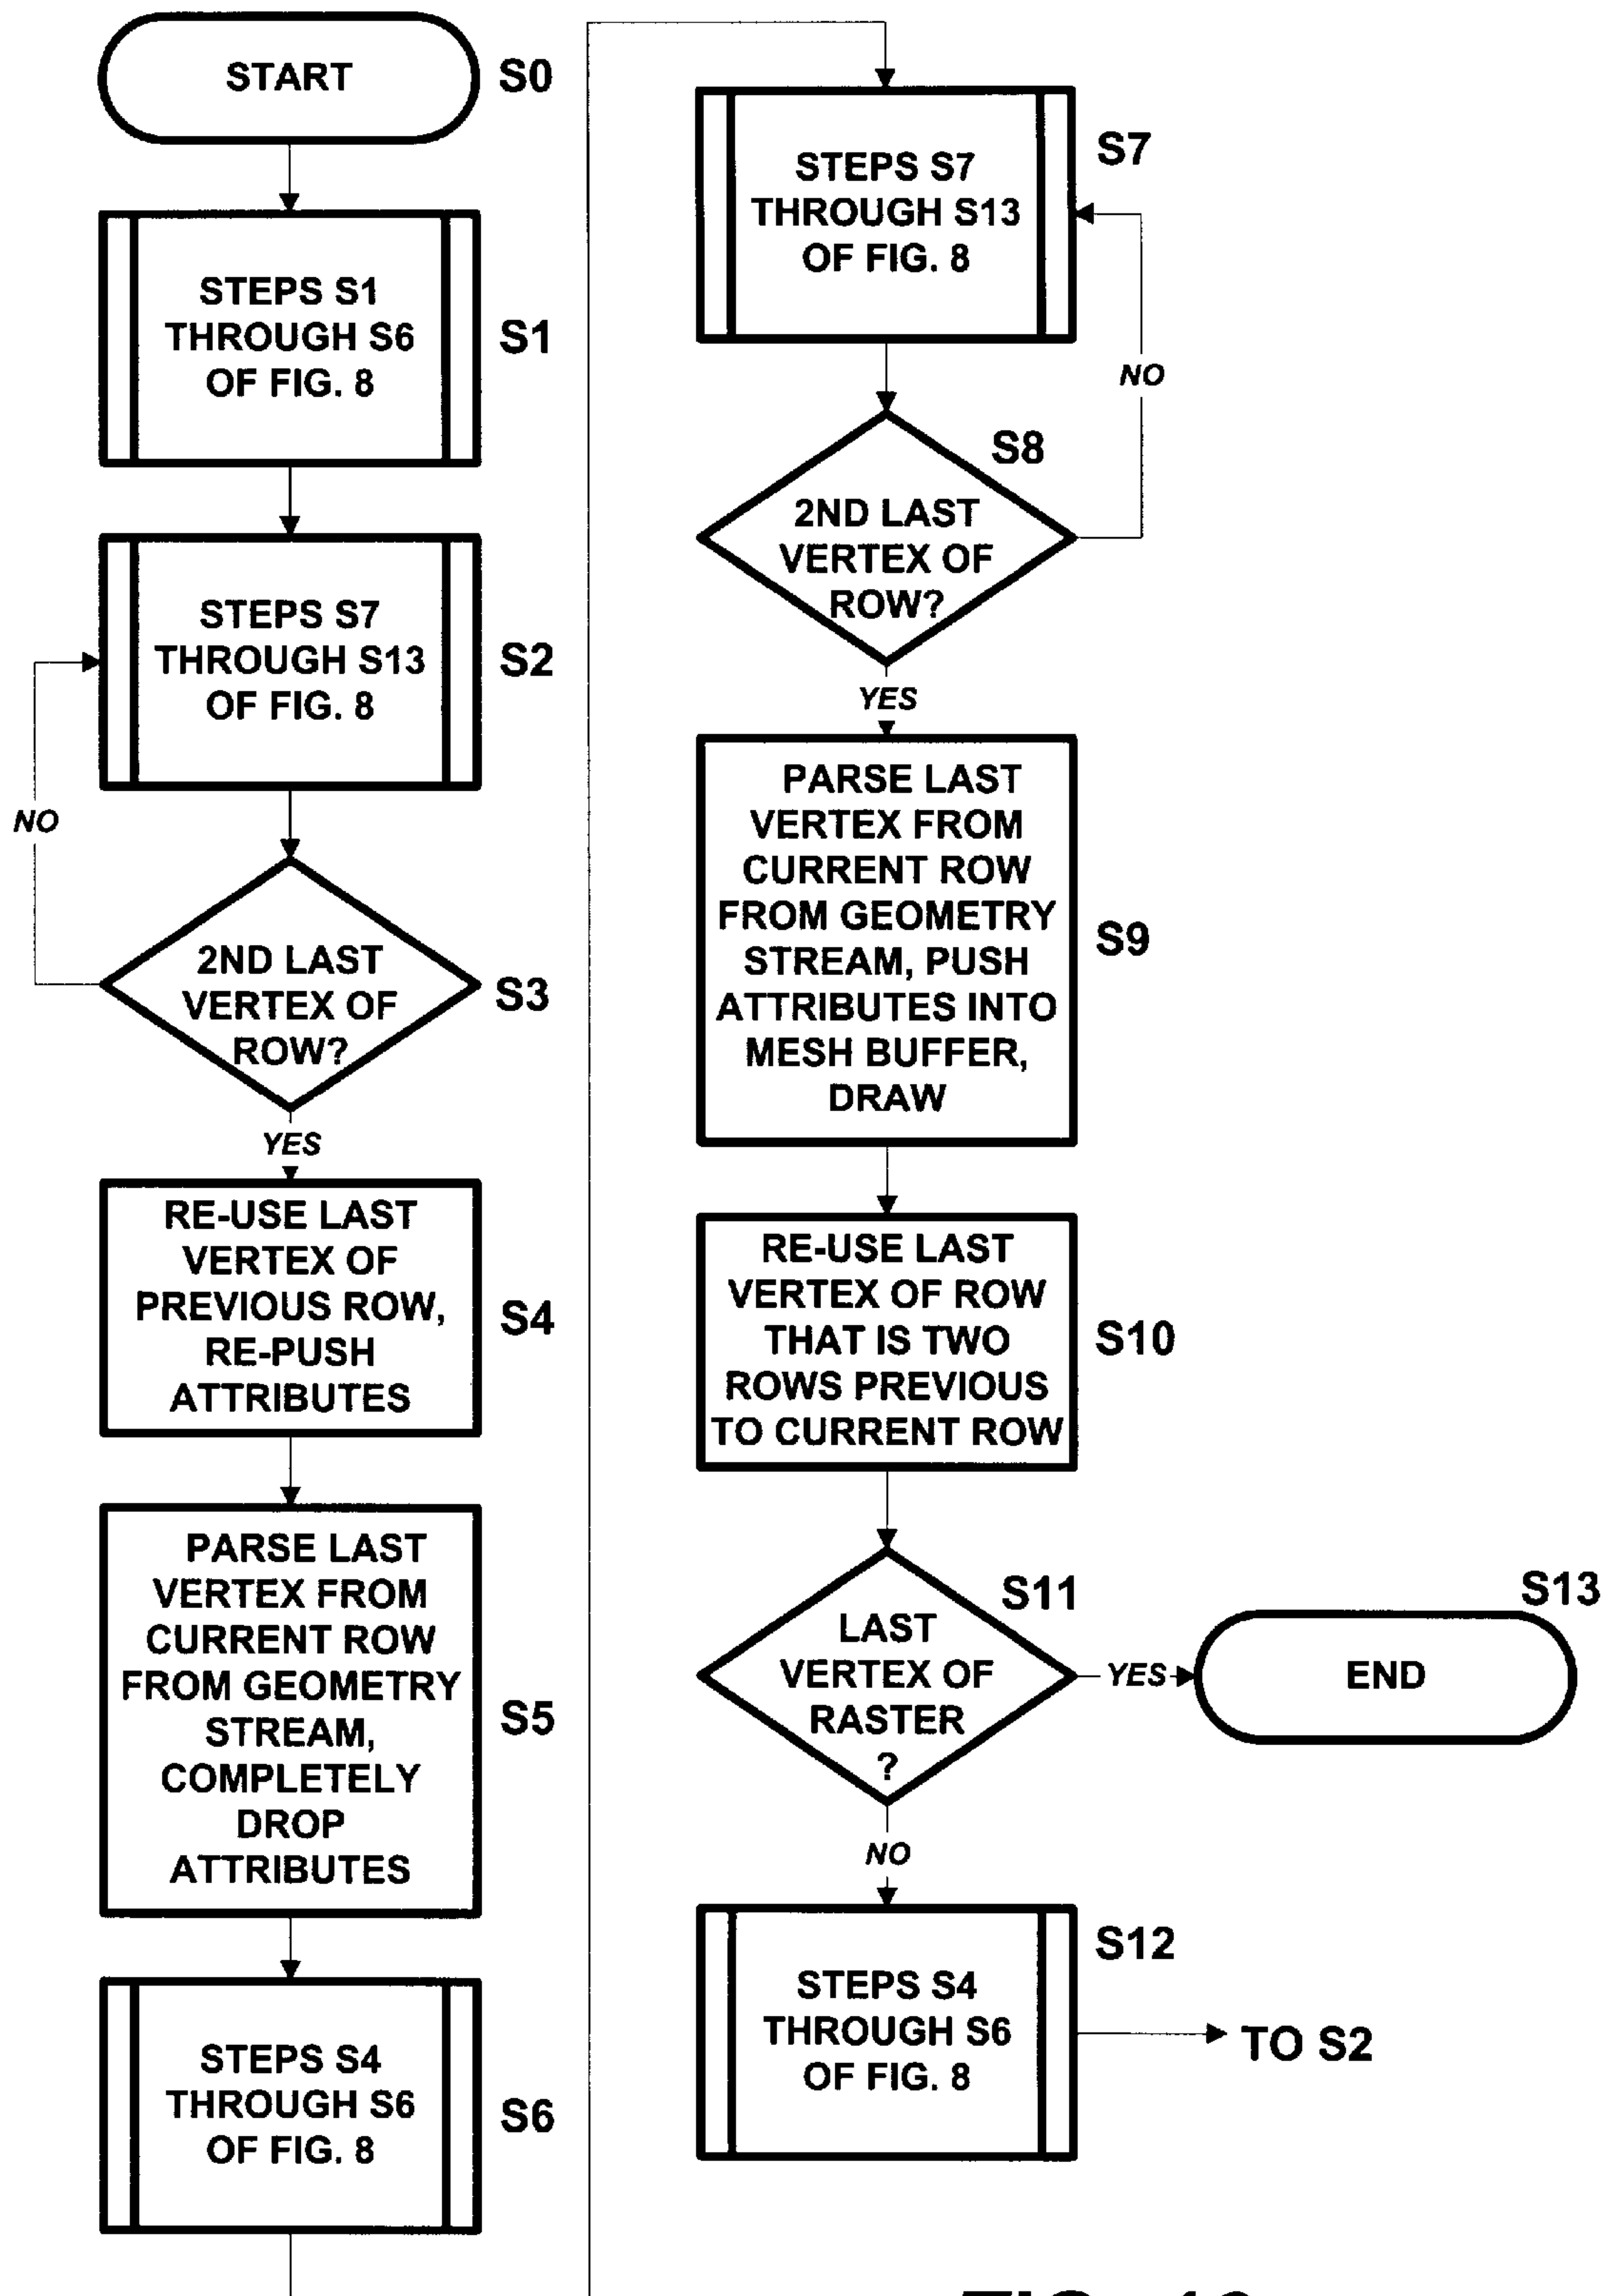 START
S0
STEPS S1
THROUGH S6
OF FIG. 8
S1
STEPS S7
THROUGH S13
OF FIG. 8
S2
NO
2ND LAST
VERTEX OF
ROW?
S3
YES
RE-USE LAST
VERTEX OF
PREVIOUS ROW,
RE-PUSH
ATTRIBUTES
S4
PARSE LAST
VERTEX FROM
CURRENT ROW
FROM GEOMETRY
STREAM,
COMPLETELY
DROP
ATTRIBUTES
S5
STEPS S4
THROUGH S6
OF FIG. 8
S6
STEPS S7
THROUGH S13
OF FIG. 8
S7
NO
S8
2ND LAST
VERTEX OF
ROW?
YES
PARSE LAST
VERTEX FROM
CURRENT ROW
FROM GEOMETRY
STREAM, PUSH
ATTRIBUTES INTO
MESH BUFFER,
DRAW
S9
RE-USE LAST
VERTEX OF ROW
THAT IS TWO
ROWS PREVIOUS
TO CURRENT ROW
S10
S11
LAST
VERTEX OF
RASTER
?
YES
S13
END
NO
STEPS S4
THROUGH S6
OF FIG. 8
S12
TO S2